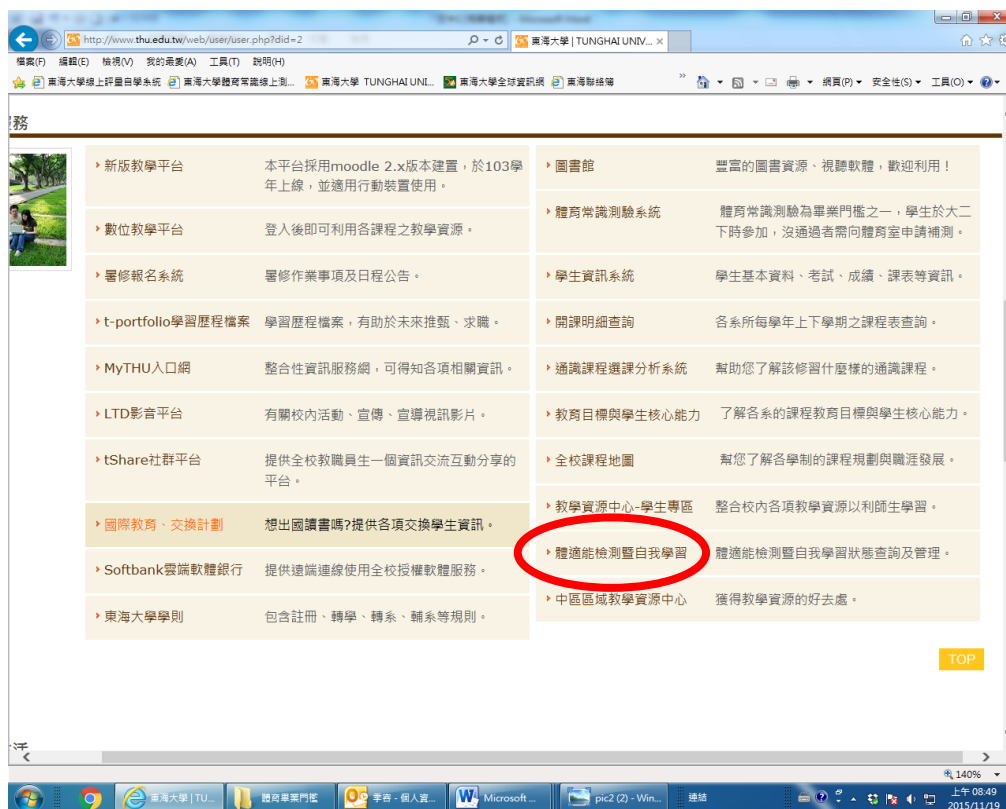 http://www.thu.edu.tw/web/user/user.php?did=2
東海大學 | TUNGHAI UNIV... ×
檔案(F) 編輯(E) 檢視(V) 我的最愛(A) 工具(T) 說明(H)
東海大學線上評量自學系統 東海大學體育常識線上測... 東海大學 TUNGHAI UNI... 東海大學全球資訊網 東海聯絡簿 » 網頁(P) 安全性(S) 工具(O)
服務
新版教學平台 本平台採用moodle 2.x版本建置，於103學
年上線，並適用行動裝置使用。
數位教學平台 登入後即可利用各課程之教學資源。
暑修報名系統 暑修作業事項及日程公告。
t-portfolio學習歷程檔案 學習歷程檔案，有助於未來推甄、求職。
MyTHU入口網 整合性資訊服務網，可得知各項相關資訊。
LTD影音平台 有關校內活動、宣傳、宣導視訊影片。
tShare社群平台 提供全校教職員生一個資訊交流互動分享的
平台。
國際教育、交換計劃 想出國讀書嗎?提供各項交換學生資訊。
Softbank雲端軟體銀行 提供遠端連線使用全校授權軟體服務。
東海大學學則 包含註冊、轉學、轉系、輔系等規則。
圖書館 豐富的圖書資源、視聽軟體，歡迎利用！
體育常識測驗系統 體育常識測驗為畢業門檻之一，學生於大二
下時參加，沒通過者需向體育室申請補測。
學生資訊系統 學生基本資料、考試、成績、課表等資訊。
開課明細查詢 各系所每學年上下學期之課程表查詢。
通識課程選課分析系統 幫助您了解該修習什麼樣的通識課程。
教育目標與學生核心能力 了解各系的課程教育目標與學生核心能力。
全校課程地圖 幫您了解各學制的課程規劃與職涯發展。
教學資源中心-學生專區 整合校內各項教學資源以利師生學習。
體適能檢測暨自我學習 體適能檢測暨自我學習狀態查詢及管理。
中區區域教學資源中心 獲得教學資源的好去處。
TOP
140%
東海大學 | TU... 體商畢業門檻 李容 - 個人資... Microsoft ... pic2 (2) - Win... 連結 上午 08:49
2015/11/09